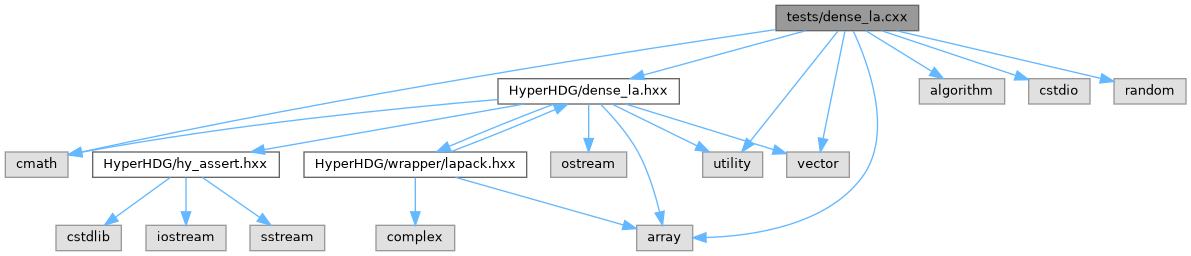 tests/dense_la.cxx
HyperHDG/dense_la.hxx
algorithm
cstdio
random
cmath
HyperHDG/hy_assert.hxx
HyperHDG/wrapper/lapack.hxx
ostream
utility
vector
cstdlib
iostream
sstream
complex
array